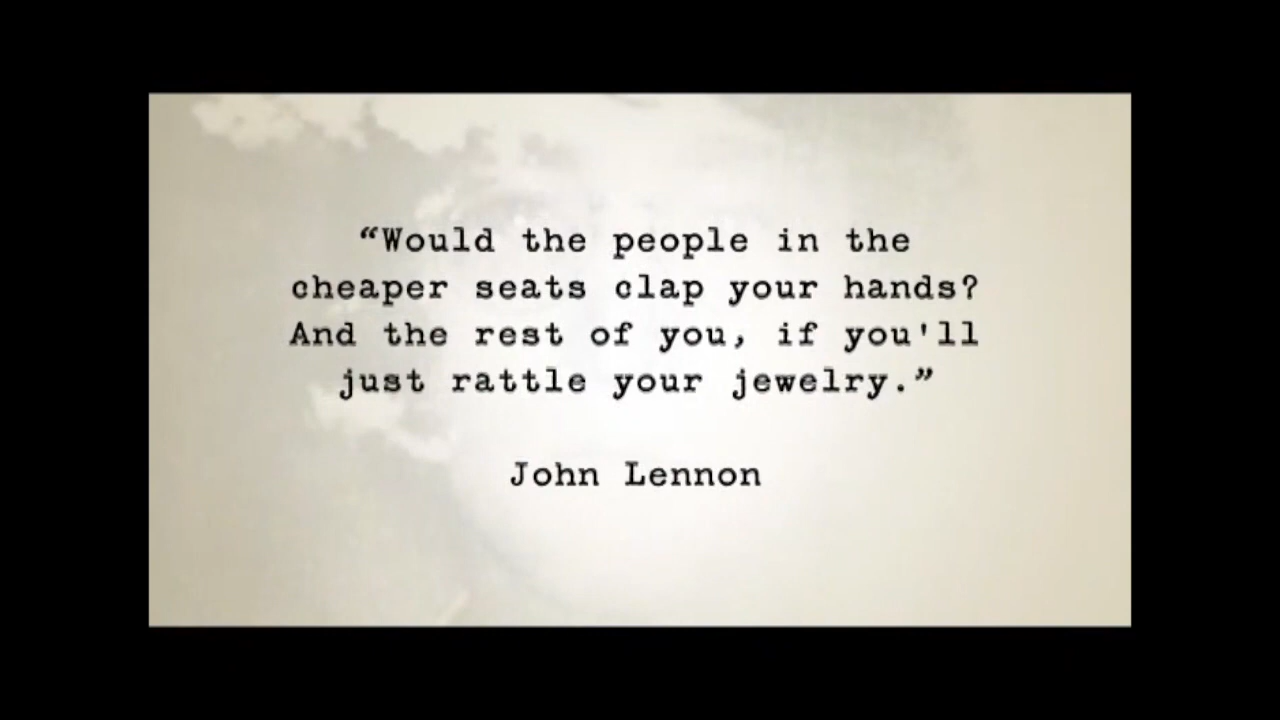 “Would the people in the
cheaper seats clap your hands?
And the rest of you, if you'll
just rattle your jewelry.”
John Lennon